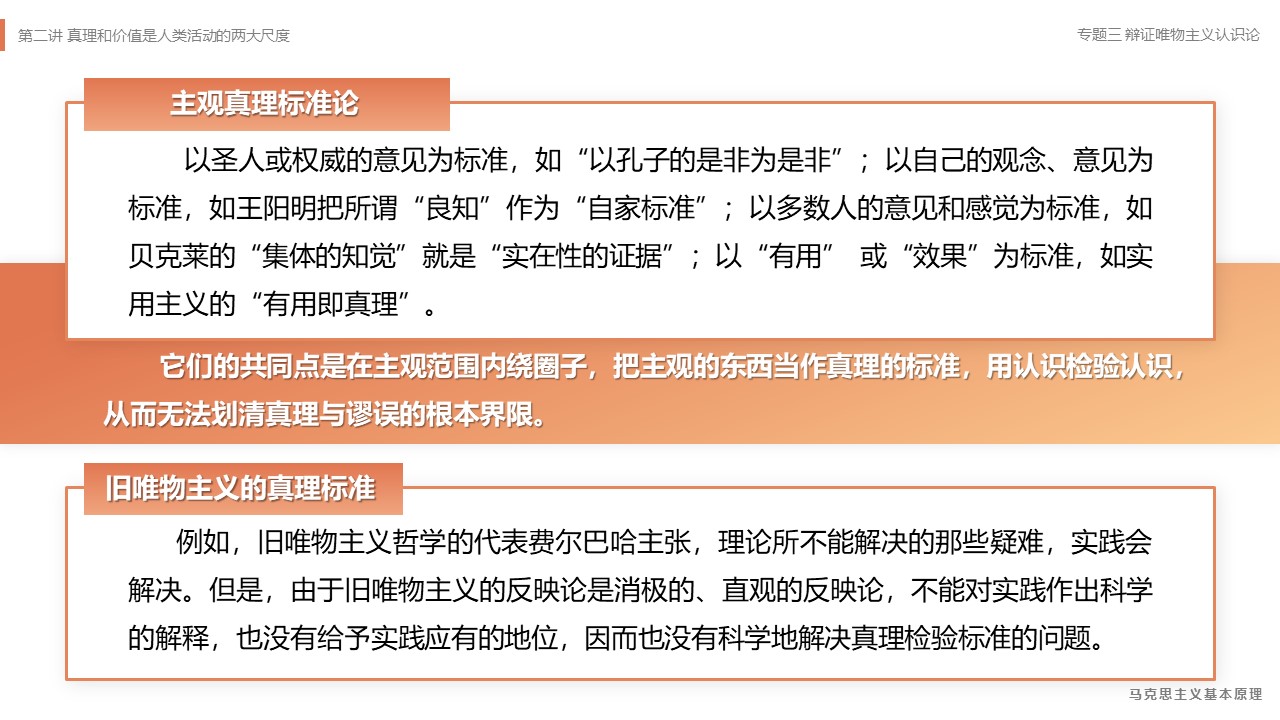 第二讲 真理和价值是人类活动的两大尺度
专题三 辩证唯物主义认识论
主观真理标准论
以圣人或权威的意见为标准，如“以孔子的是非为是非”；以自己的观念、意见为
标准，如王阳明把所谓“良知”作为“自家标准”；以多数人的意见和感觉为标准，如
贝克莱的“集体的知觉”就是“实在性的证据”；以“有用” 或“效果”为标准，如实
用主义的“有用即真理”。
它们的共同点是在主观范围内绕圈子，把主观的东西当作真理的标准，用认识检验认识，
从而无法划清真理与谬误的根本界限。
旧唯物主义的真理标准
例如，旧唯物主义哲学的代表费尔巴哈主张，理论所不能解决的那些疑难，实践会
解决。但是，由于旧唯物主义的反映论是消极的、直观的反映论，不能对实践作出科学
的解释，也没有给予实践应有的地位，因而也没有科学地解决真理检验标准的问题。
马克思主义基本原理